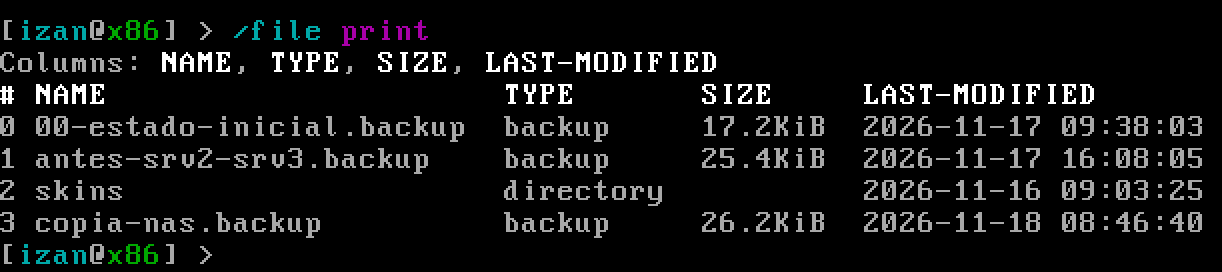 [izan@x86] > /file print
Columns: NAME, TYPE, SIZE, LAST-MODIFIED
# NAME TYPE SIZE LAST-MODIFIED
0 00-estado-inicial.backup backup 17.2KiB 2026-11-17 09:38:03
1 antes-srv2-srv3.backup backup 25.4KiB 2026-11-17 16:08:05
2 skins directory 2026-11-16 09:03:25
3 copia-nas.backup backup 26.2KiB 2026-11-18 08:46:40
[izan@x86] >